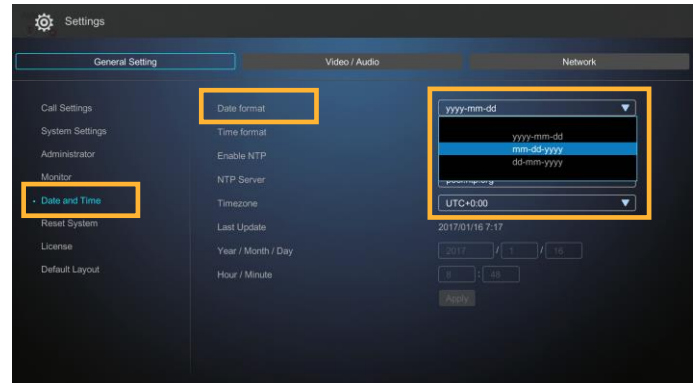 Settings
General Setting Video / Audio Network
Call Settings Date format yyyy-mm-dd
System Settings Time format yyyy-mm-dd
Administrator Enable NTP mm-dd-yyyy
dd-mm-yyyy
Monitor NTP Server
Date and Time Timezone UTC+0:00
Reset System Last Update 2017/01/16 7:17
License Year / Month / Day 2017 / 1 / 16
Default Layout Hour / Minute 8 : 48
Apply